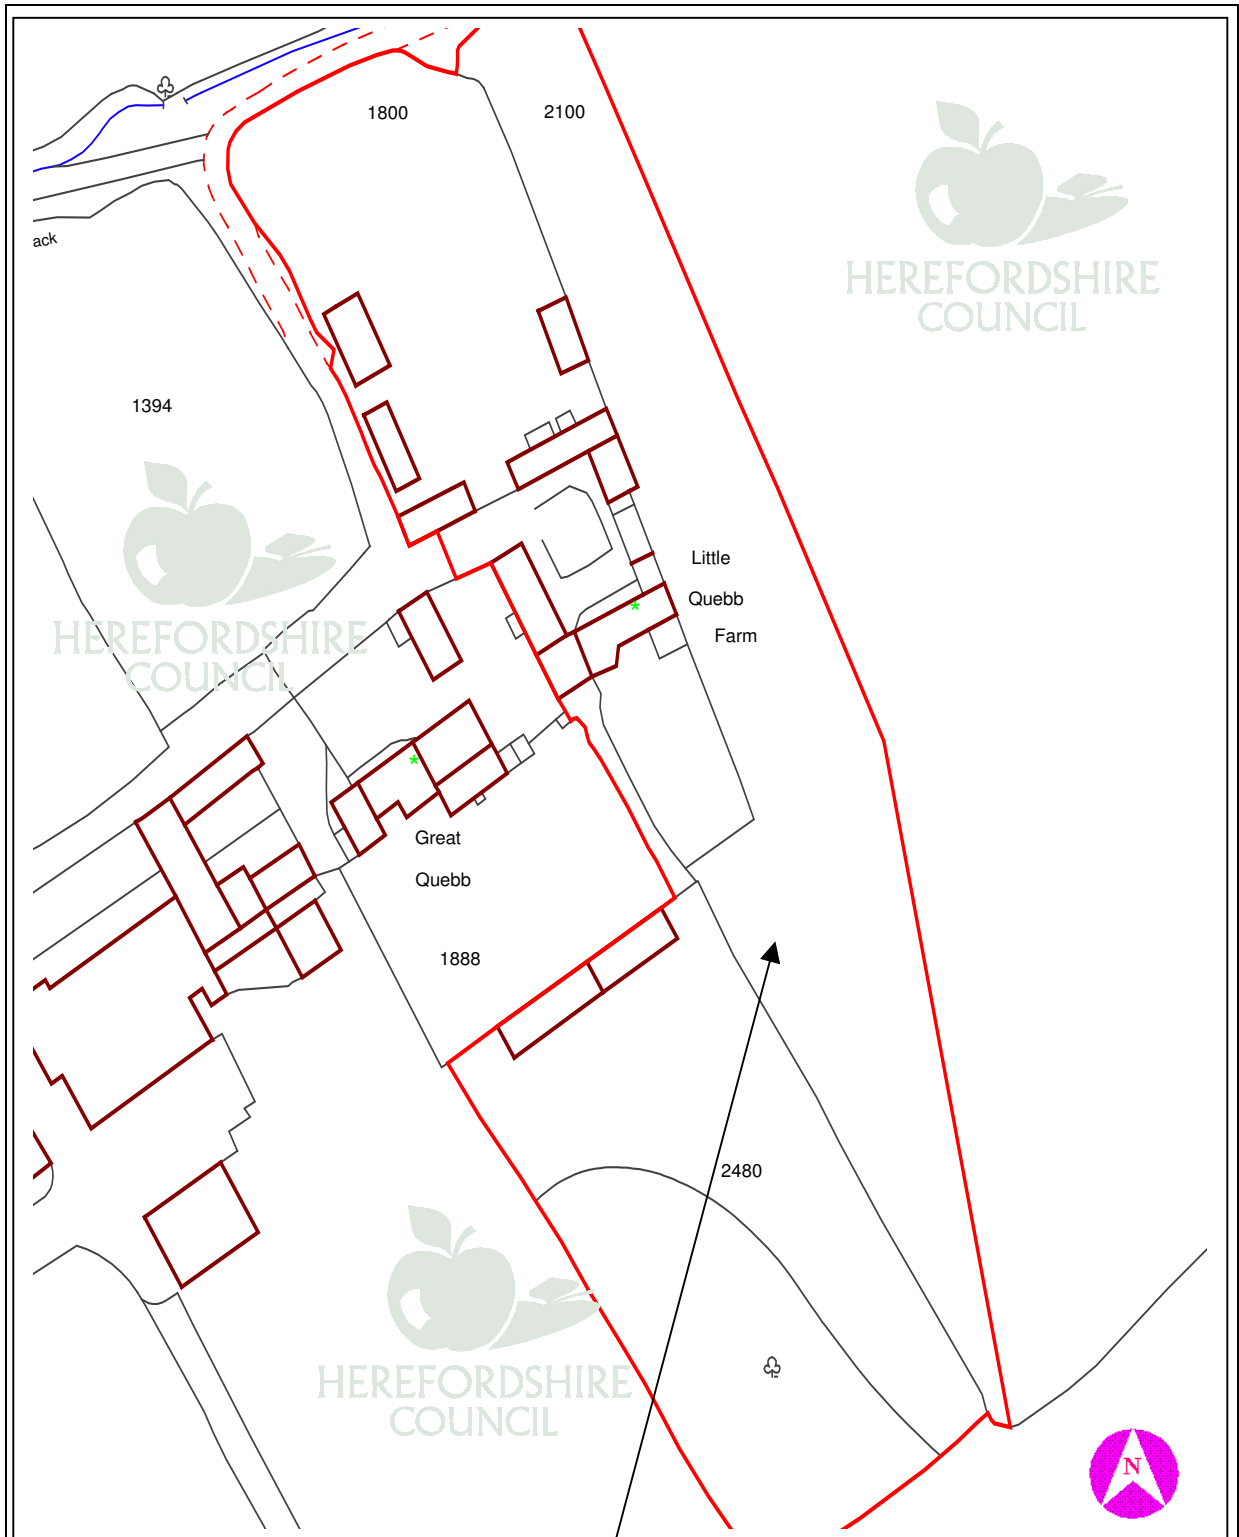 1800
2100
HEREFORDSHIRE
COUNCIL
ack
1394
HEREFORDSHIRE
COUNCIL
Little
Quebb
Farm
Great
Quebb
1888
2480
HEREFORDSHIRE
COUNCIL
N